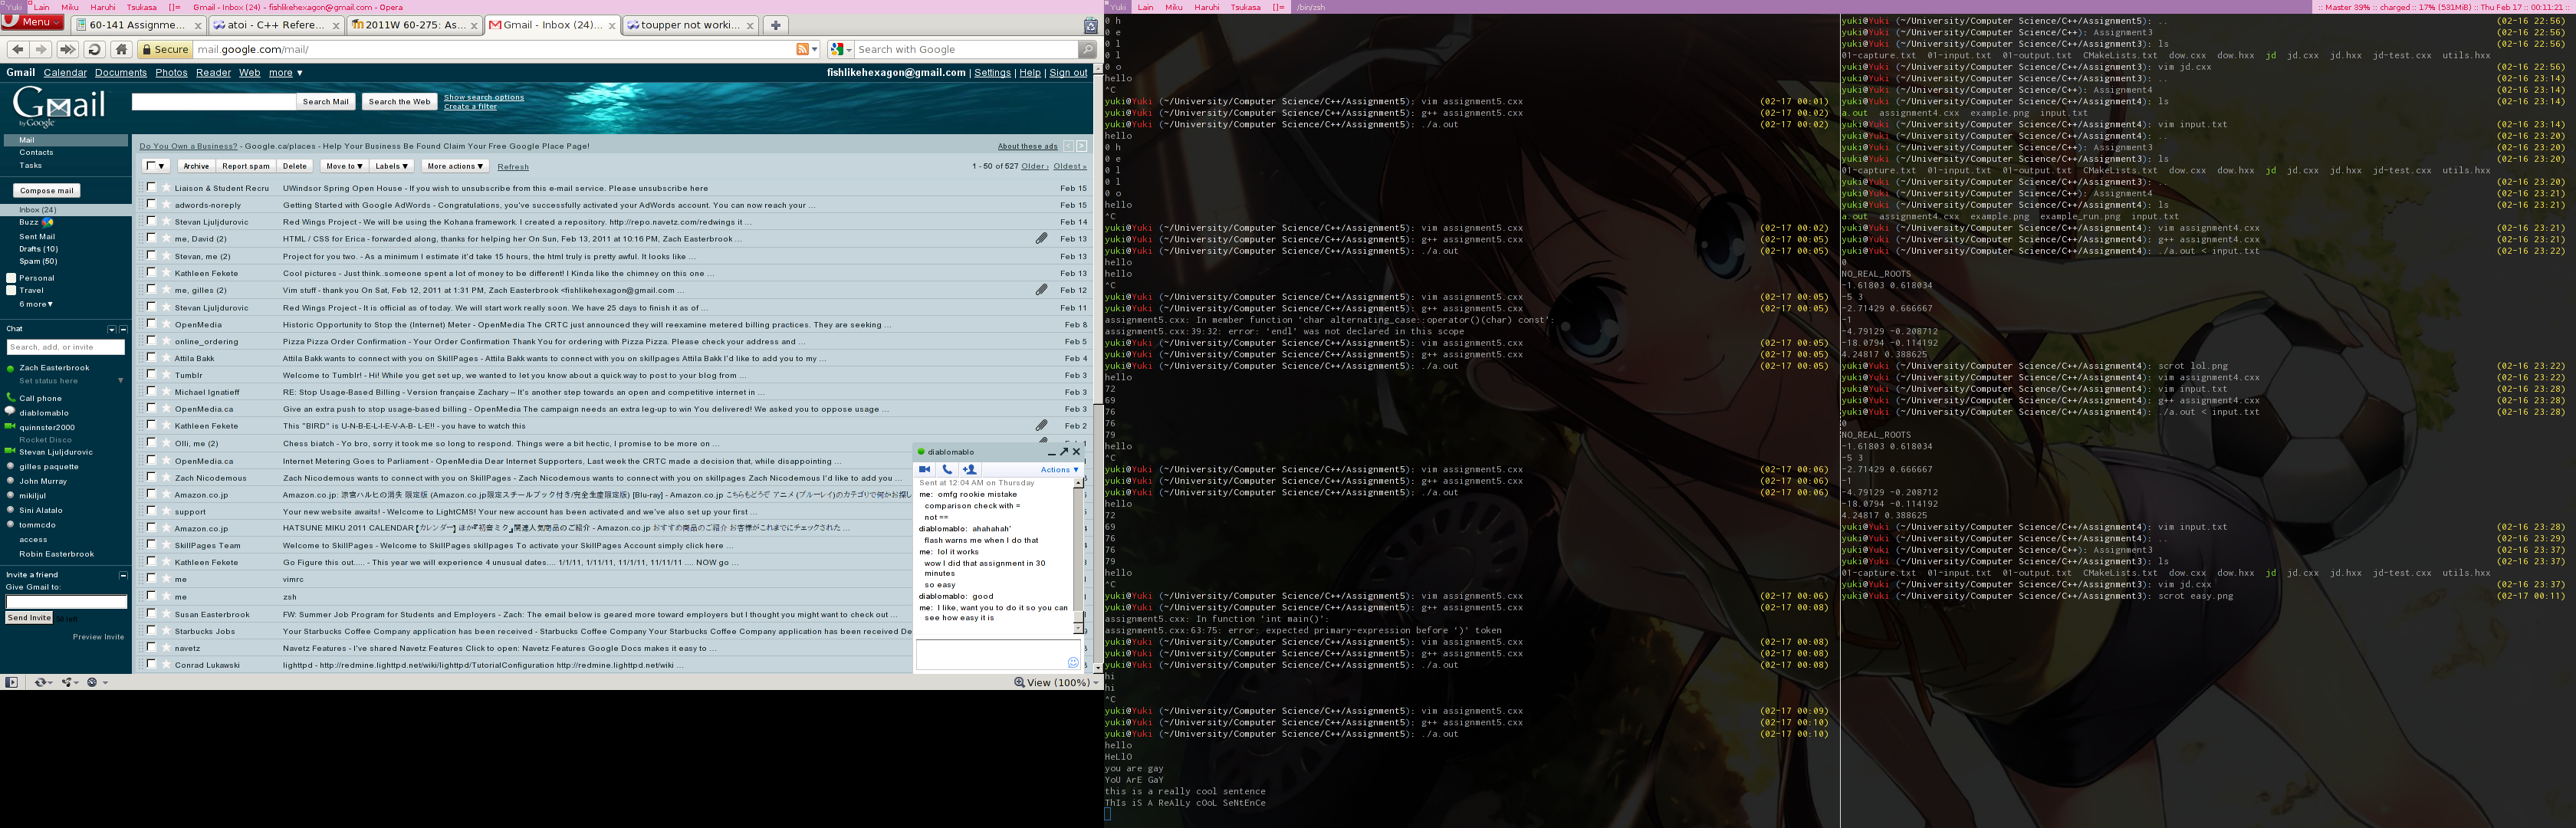 Yuki Lain Miku Haruhi Tsukasa []= Gmail - Inbox (24) - fishlikehexagon@gmail.com - Opera
Menu 60-141 Assignme... atoi - C++ Refere... 2011W 60-275: As... Gmail - Inbox (24)... toupper not worki...
Secure mail.google.com/mail/ Search with Google
Gmail Calendar Documents Photos Reader Web more ▼ fishlikehexagon@gmail.com | Settings | Help | Sign out
Gmail by Google
Search Mail Search the Web Show search options
Create a filter
Mail
Contacts
Tasks
Compose mail
Inbox (24)
Buzz
Sent Mail
Drafts (10)
Spam (50)
Personal
Travel
6 more▼
Chat
Search, add, or invite
Zach Easterbrook
Set status here
Call phone
diablomablo
quinnster2000
Rocket Disco
Stevan Ljuljdurovic
gilles paquette
John Murray
mikiljul
Sini Alatalo
tommcdo
access
Robin Easterbrook
Invite a friend
Give Gmail to:
Send Invite
Preview Invite
Do You Own a Business? - Google.ca/places - Help Your Business Be Found Claim Your Free Google Place Page! About these ads < >
Archive Report spam Delete Move to ▼ Labels ▼ More actions ▼ Refresh 1 - 50 of 527 Older › Oldest »
Liaison & Student Recru UWindsor Spring Open House - If you wish to unsubscribe from this e-mail service. Please unsubscribe here Feb 15
adwords-noreply Getting Started with Google AdWords - Congratulations, you've successfully activated your AdWords account. You can now reach your ... Feb 15
Stevan Ljuljdurovic Red Wings Project - We will be using the Kohana framework. I created a repository. http://repo.navetz.com/redwings it ... Feb 14
me, David (2) HTML / CSS for Erica - forwarded along, thanks for helping her On Sun, Feb 13, 2011 at 10:16 PM, Zach Easterbrook ... Feb 13
Stevan, me (2) Project for you two. - As a minimum I estimate it'd take 15 hours, the html truly is pretty awful. It looks like ... Feb 13
Kathleen Fekete Cool pictures - Just think..someone spent a lot of money to be different! I Kinda like the chimney on this one ... Feb 13
me, gilles (2) Vim stuff - thank you On Sat, Feb 12, 2011 at 1:31 PM, Zach Easterbrook <fishlikehexagon@gmail.com ... Feb 12
Stevan Ljuljdurovic Red Wings Project - It is official as of today. We will start work really soon. We have 25 days to finish it as of ... Feb 11
OpenMedia Historic Opportunity to Stop the (Internet) Meter - OpenMedia The CRTC just announced they will reexamine metered billing practices. They are seeking ... Feb 8
online_ordering Pizza Pizza Order Confirmation - Your Order Confirmation Thank You for ordering with Pizza Pizza. Please check your address and ... Feb 5
Attila Bakk Attila Bakk wants to connect with you on SkillPages - Attila Bakk wants to connect with you on skillpages Attila Bakk I'd like to add you to my ... Feb 4
Tumblr Welcome to Tumblr! - Hi! While you get set up, we wanted to let you know about a quick way to post to your blog from ... Feb 3
Michael Ignatieff RE: Stop Usage-Based Billing - Version française Zachary – It's another step towards an open and competitive internet in ... Feb 3
OpenMedia.ca Give an extra push to stop usage-based billing - OpenMedia The campaign needs an extra leg-up to win You delivered! We asked you to oppose usage ... Feb 3
Kathleen Fekete This "BIRD" is U-N-B-E-L-I-E-V-A-B- L-E!! - you have to watch this Feb 2
Olli, me (2) Chess biatch - Yo bro, sorry it took me so long to respond. Things were a bit hectic, I promise to be more on ...
OpenMedia.ca Internet Metering Goes to Parliament - OpenMedia Dear Internet Supporters, Last week the CRTC made a decision that, while disappointing ...
Zach Nicodemous Zach Nicodemous wants to connect with you on SkillPages - Zach Nicodemous wants to connect with you on skillpages Zach Nicodemous I'd like to add you ...
Amazon.co.jp Amazon.co.jp: 涼宮ハルヒの消失 限定版 (Amazon.co.jp限定スチールブック付き/完全生産限定版) [Blu-ray] - Amazon.co.jp こちらもどうぞ アニメ (ブルーレイ)のカテゴリで何かお探し
support Your new website awaits! - Welcome to LightCMS! Your new account has been activated and we've also set up your first ...
Amazon.co.jp HATSUNE MIKU 2011 CALENDAR【カレンダー】ほか『初音ミク』関連人気商品のご紹介 - Amazon.co.jp おすすめ商品のご紹介 お客様がこれまでにチェックされた ...
SkillPages Team Welcome to SkillPages - Welcome to SkillPages skillpages To activate your SkillPages Account simply click here ...
Kathleen Fekete Go Figure this out..... - This year we will experience 4 unusual dates.... 1/1/11, 1/11/11, 11/1/11, 11/11/11 .... NOW go ...
me vimrc
me zsh
Susan Easterbrook FW: Summer Job Program for Students and Employers - Zach: The email below is geared more toward employers but I thought you might want to check out ...
Starbucks Jobs Your Starbucks Coffee Company application has been received - Starbucks Coffee Company Your Starbucks Coffee Company application has been received De
navetz Navetz Features - I've shared Navetz Features Click to open: Navetz Features Google Docs makes it easy to ...
Conrad Lukawski lighttpd - http://redmine.lighttpd.net/wiki/lighttpd/TutorialConfiguration http://redmine.lighttpd.net/wiki ...
diablomablo
Actions ▼
Sent at 12:04 AM on Thursday
me: omfg rookie mistake
comparison check with =
not ==
diablomablo: ahahahah'
flash warns me when I do that
me: lol it works
wow I did that assignment in 30
minutes
so easy
diablomablo: good
me: I like, want you to do it so you can
see how easy it is
View (100%)
Yuki Lain Miku Haruhi Tsukasa []= /bin/zsh :: Master 39% :: charged :: 17% (531MiB) :: Thu Feb 17 :: 00:11:21 ::
0 h
0 e
0 l
0 l
0 o
hello
^C
yuki@Yuki (~/University/Computer Science/C++/Assignment5): vim assignment5.cxx (02-17 00:01)
yuki@Yuki (~/University/Computer Science/C++/Assignment5): g++ assignment5.cxx (02-17 00:02)
yuki@Yuki (~/University/Computer Science/C++/Assignment5): ./a.out (02-17 00:02)
hello
0 h
0 e
0 l
0 l
0 o
hello
^C
yuki@Yuki (~/University/Computer Science/C++/Assignment5): vim assignment5.cxx (02-17 00:02)
yuki@Yuki (~/University/Computer Science/C++/Assignment5): g++ assignment5.cxx (02-17 00:05)
yuki@Yuki (~/University/Computer Science/C++/Assignment5): ./a.out (02-17 00:05)
hello
hello
^C
yuki@Yuki (~/University/Computer Science/C++/Assignment5): vim assignment5.cxx (02-17 00:05)
yuki@Yuki (~/University/Computer Science/C++/Assignment5): g++ assignment5.cxx (02-17 00:05)
assignment5.cxx: In member function 'char alternating_case::operator()(char) const':
assignment5.cxx:39:32: error: 'endl' was not declared in this scope
yuki@Yuki (~/University/Computer Science/C++/Assignment5): vim assignment5.cxx (02-17 00:05)
yuki@Yuki (~/University/Computer Science/C++/Assignment5): g++ assignment5.cxx (02-17 00:05)
yuki@Yuki (~/University/Computer Science/C++/Assignment5): ./a.out (02-17 00:05)
hello
72
69
76
76
79
hello
^C
yuki@Yuki (~/University/Computer Science/C++/Assignment5): vim assignment5.cxx (02-17 00:06)
yuki@Yuki (~/University/Computer Science/C++/Assignment5): g++ assignment5.cxx (02-17 00:06)
yuki@Yuki (~/University/Computer Science/C++/Assignment5): ./a.out (02-17 00:06)
hello
72
69
76
76
79
hello
^C
yuki@Yuki (~/University/Computer Science/C++/Assignment5): vim assignment5.cxx (02-17 00:06)
yuki@Yuki (~/University/Computer Science/C++/Assignment5): g++ assignment5.cxx (02-17 00:08)
assignment5.cxx: In function 'int main()':
assignment5.cxx:63:75: error: expected primary-expression before ')' token
yuki@Yuki (~/University/Computer Science/C++/Assignment5): vim assignment5.cxx (02-17 00:08)
yuki@Yuki (~/University/Computer Science/C++/Assignment5): g++ assignment5.cxx (02-17 00:08)
yuki@Yuki (~/University/Computer Science/C++/Assignment5): ./a.out (02-17 00:08)
hi
hi
^C
yuki@Yuki (~/University/Computer Science/C++/Assignment5): vim assignment5.cxx (02-17 00:09)
yuki@Yuki (~/University/Computer Science/C++/Assignment5): g++ assignment5.cxx (02-17 00:10)
yuki@Yuki (~/University/Computer Science/C++/Assignment5): ./a.out (02-17 00:10)
hello
HeLlO
you are gay
YoU ArE GaY
this is a really cool sentence
ThIs iS A ReAlLy cOoL SeNtEnCe
yuki@Yuki (~/University/Computer Science/C++/Assignment5): .. (02-16 22:56)
yuki@Yuki (~/University/Computer Science/C++): Assignment3 (02-16 22:56)
yuki@Yuki (~/University/Computer Science/C++/Assignment3): ls (02-16 22:56)
01-capture.txt 01-input.txt 01-output.txt CMakeLists.txt dow.cxx dow.hxx jd jd.cxx jd.hxx jd-test.cxx utils.hxx
yuki@Yuki (~/University/Computer Science/C++/Assignment3): vim jd.cxx (02-16 22:56)
yuki@Yuki (~/University/Computer Science/C++/Assignment3): .. (02-16 23:14)
yuki@Yuki (~/University/Computer Science/C++): Assignment4 (02-16 23:14)
yuki@Yuki (~/University/Computer Science/C++/Assignment4): ls (02-16 23:14)
a.out assignment4.cxx example.png input.txt
yuki@Yuki (~/University/Computer Science/C++/Assignment4): vim input.txt (02-16 23:14)
yuki@Yuki (~/University/Computer Science/C++/Assignment4): .. (02-16 23:20)
yuki@Yuki (~/University/Computer Science/C++): Assignment3 (02-16 23:20)
yuki@Yuki (~/University/Computer Science/C++/Assignment3): ls (02-16 23:20)
01-capture.txt 01-input.txt 01-output.txt CMakeLists.txt dow.cxx dow.hxx jd jd.cxx jd.hxx jd-test.cxx utils.hxx
yuki@Yuki (~/University/Computer Science/C++/Assignment3): .. (02-16 23:20)
yuki@Yuki (~/University/Computer Science/C++): Assignment4 (02-16 23:21)
yuki@Yuki (~/University/Computer Science/C++/Assignment4): ls (02-16 23:21)
a.out assignment4.cxx example.png example_run.png input.txt
yuki@Yuki (~/University/Computer Science/C++/Assignment4): vim assignment4.cxx (02-16 23:21)
yuki@Yuki (~/University/Computer Science/C++/Assignment4): g++ assignment4.cxx (02-16 23:21)
yuki@Yuki (~/University/Computer Science/C++/Assignment4): ./a.out < input.txt (02-16 23:22)
0
NO_REAL_ROOTS
-1.61803 0.618034
-5 3
-2.71429 0.666667
-1
-4.79129 -0.208712
-18.0794 -0.114192
4.24817 0.388625
yuki@Yuki (~/University/Computer Science/C++/Assignment4): scrot lol.png (02-16 23:22)
yuki@Yuki (~/University/Computer Science/C++/Assignment4): vim assignment4.cxx (02-16 23:22)
yuki@Yuki (~/University/Computer Science/C++/Assignment4): vim input.txt (02-16 23:28)
yuki@Yuki (~/University/Computer Science/C++/Assignment4): g++ assignment4.cxx (02-16 23:28)
yuki@Yuki (~/University/Computer Science/C++/Assignment4): ./a.out < input.txt (02-16 23:28)
0
NO_REAL_ROOTS
-1.61803 0.618034
-5 3
-2.71429 0.666667
-1
-4.79129 -0.208712
-18.0794 -0.114192
4.24817 0.388625
yuki@Yuki (~/University/Computer Science/C++/Assignment4): vim input.txt (02-16 23:28)
yuki@Yuki (~/University/Computer Science/C++/Assignment4): .. (02-16 23:29)
yuki@Yuki (~/University/Computer Science/C++): Assignment3 (02-16 23:37)
yuki@Yuki (~/University/Computer Science/C++/Assignment3): ls (02-16 23:37)
01-capture.txt 01-input.txt 01-output.txt CMakeLists.txt dow.cxx dow.hxx jd jd.cxx jd.hxx jd-test.cxx utils.hxx
yuki@Yuki (~/University/Computer Science/C++/Assignment3): vim jd.cxx (02-16 23:37)
yuki@Yuki (~/University/Computer Science/C++/Assignment3): scrot easy.png (02-17 00:11)